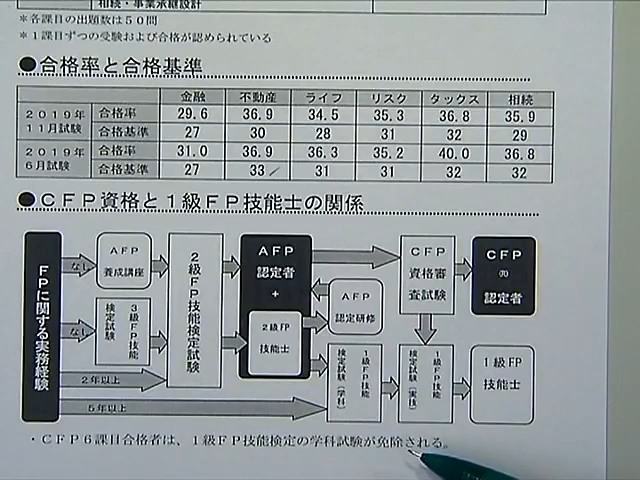 相続・事業承継設計
＊各課目の出題数は５０問
＊１課目ずつの受験および合格が認められている
●合格率と合格基準
金融 不動産 ライフ リスク タックス 相続
２０１９年 １１月試験 合格率 29.6 36.9 34.5 35.3 36.8 35.9
合格基準 27 30 28 31 32 29
２０１９年 ６月試験 合格率 31.0 36.9 36.3 35.2 40.0 36.8
合格基準 27 33 31 31 32 32
●ＣＦＰ資格と１級ＦＰ技能士の関係
ＦＰに関する実務経験
なし
ＡＦＰ
養成講座
なし
３級ＦＰ技能
検定試験
２年以上
５年以上
２級ＦＰ技能検定試験
ＡＦＰ
認定者
＋
２級FP
技能士
ＡＦＰ
認定研修
１級ＦＰ技能
検定試験（学科）
ＣＦＰ
資格審
査試験
１級ＦＰ技能
検定試験（実技）
ＣＦＰ
(R)
認定者
１級FP
技能士
・ＣＦＰ６課目合格者は、１級ＦＰ技能検定の学科試験が免除される。